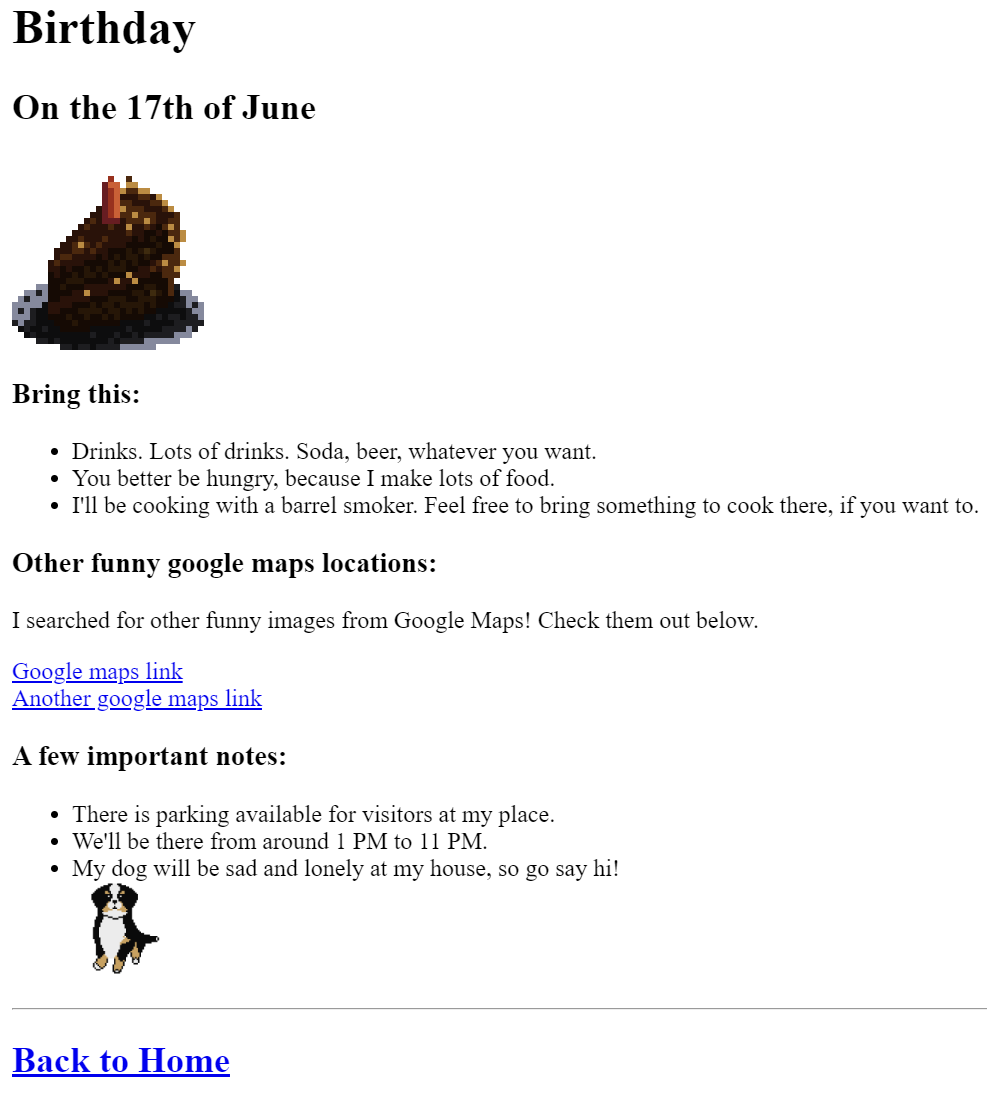 Birthday
On the 17th of June
Bring this:
Drinks. Lots of drinks. Soda, beer, whatever you want.
You better be hungry, because I make lots of food.
I'll be cooking with a barrel smoker. Feel free to bring something to cook there, if you want to.
Other funny google maps locations:
I searched for other funny images from Google Maps! Check them out below.
Google maps link
Another google maps link
A few important notes:
There is parking available for visitors at my place.
We'll be there from around 1 PM to 11 PM.
My dog will be sad and lonely at my house, so go say hi!
Back to Home